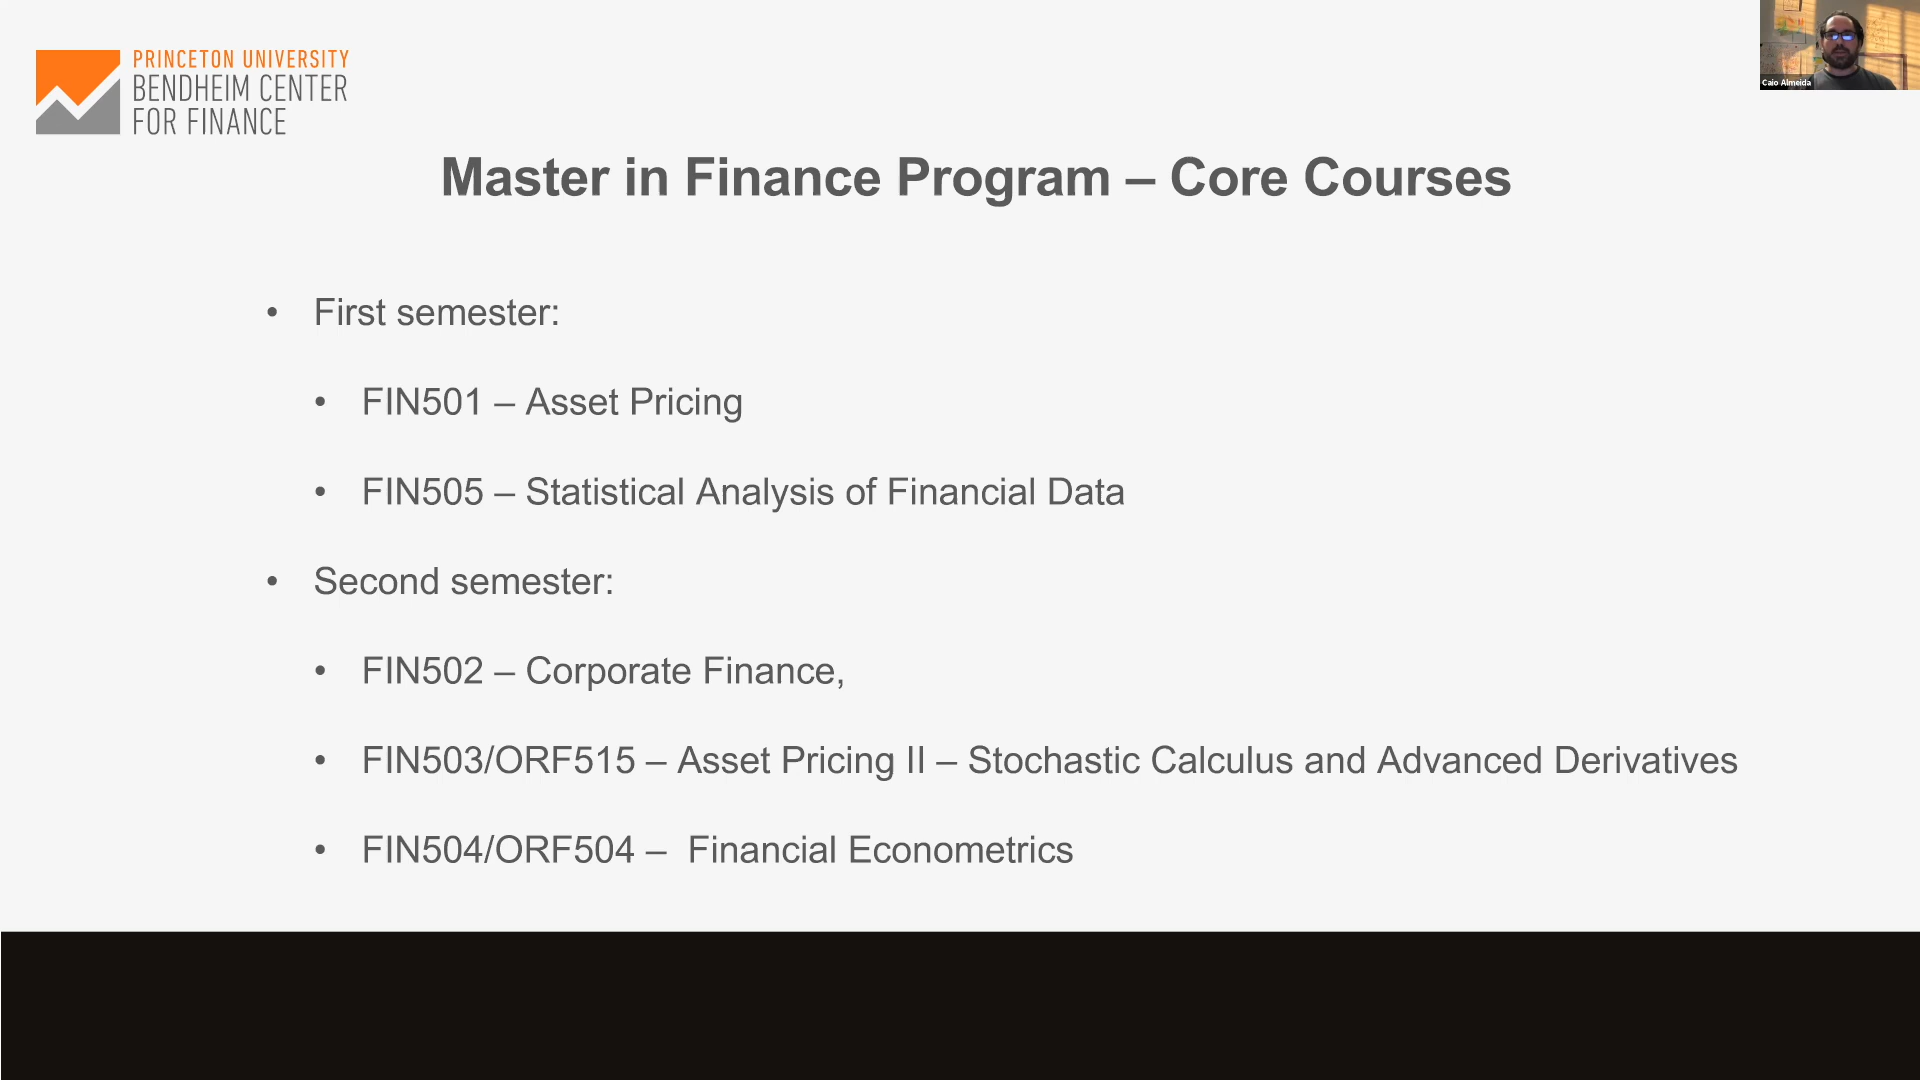 PRINCETON UNIVERSITY
BENDHEIM CENTER
FOR FINANCE
Caio Almeida
Master in Finance Program – Core Courses
• First semester:
• FIN501 – Asset Pricing
• FIN505 – Statistical Analysis of Financial Data
• Second semester:
• FIN502 – Corporate Finance,
• FIN503/ORF515 – Asset Pricing II – Stochastic Calculus and Advanced Derivatives
• FIN504/ORF504 – Financial Econometrics